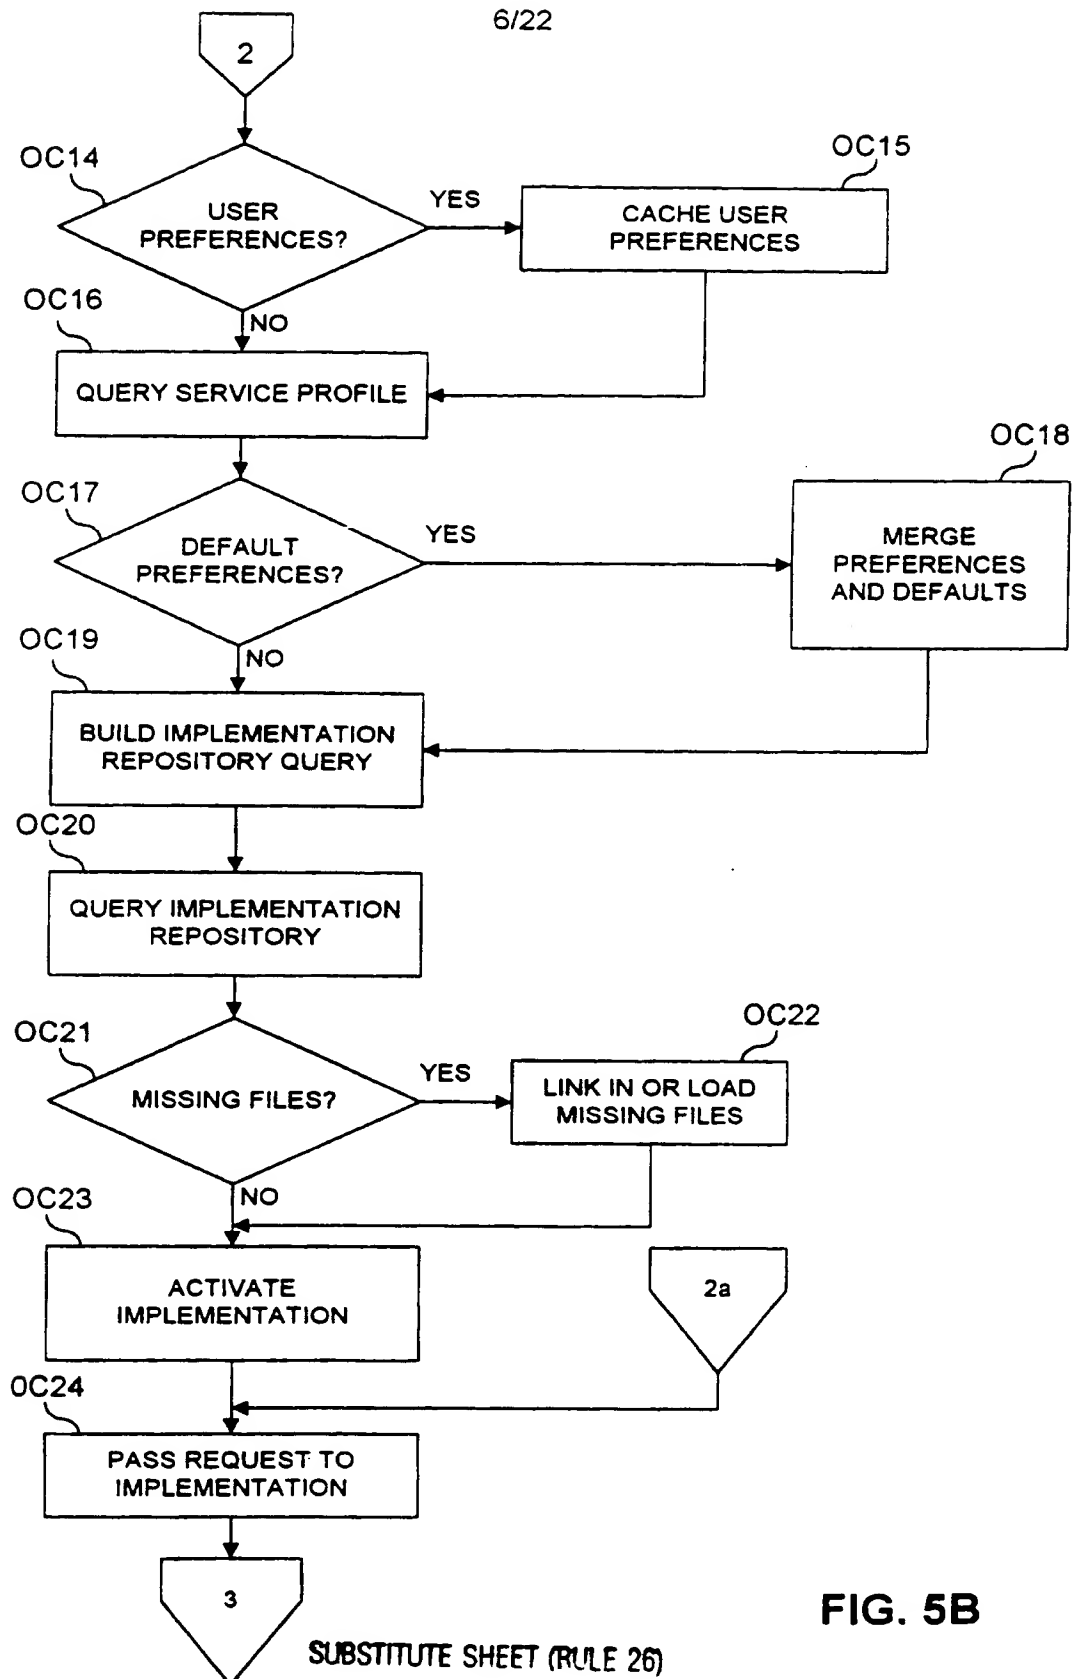 6/22
2
OC14
USER
PREFERENCES?
YES
OC15
CACHE USER
PREFERENCES
NO
OC16
QUERY SERVICE PROFILE
OC17
DEFAULT
PREFERENCES?
YES
OC18
MERGE
PREFERENCES
AND DEFAULTS
NO
OC19
BUILD IMPLEMENTATION
REPOSITORY QUERY
OC20
QUERY IMPLEMENTATION
REPOSITORY
OC21
MISSING FILES?
YES
OC22
LINK IN OR LOAD
MISSING FILES
NO
OC23
ACTIVATE
IMPLEMENTATION
2a
0C24
PASS REQUEST TO
IMPLEMENTATION
3
FIG. 5B
SUBSTITUTE SHEET (RULE 26)